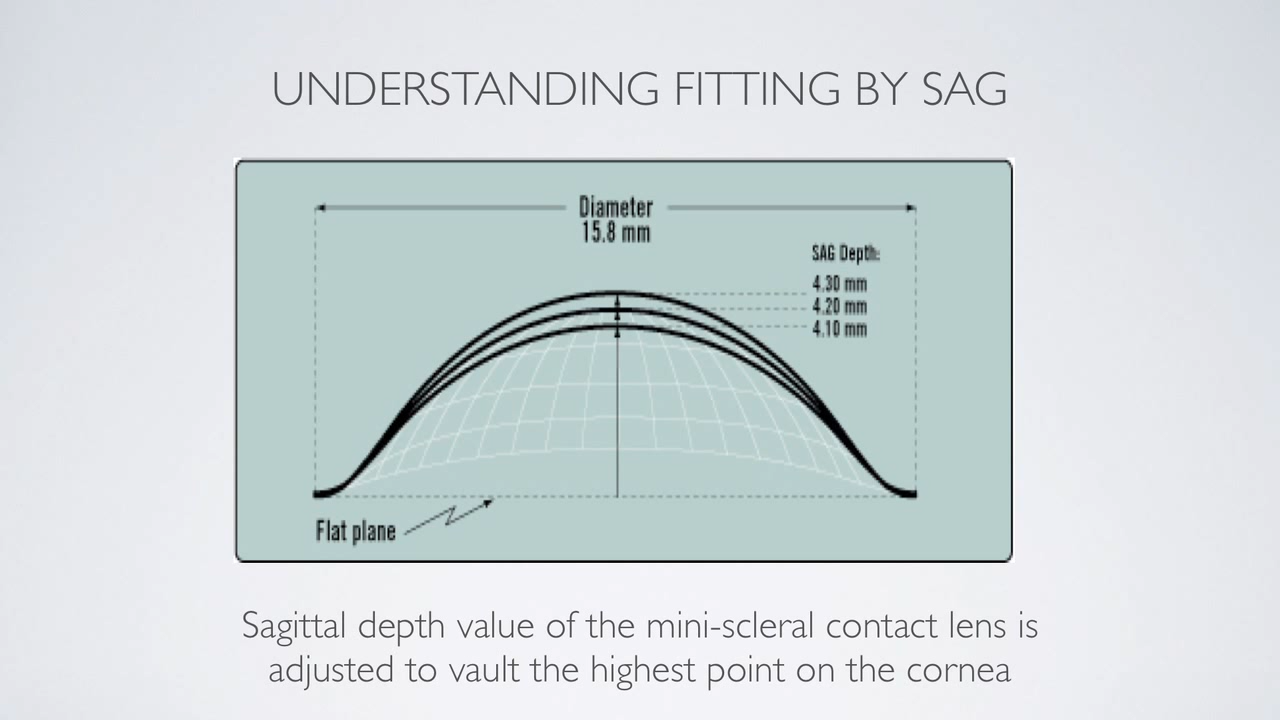 UNDERSTANDING FITTING BY SAG
Diameter
15.8 mm
SAG Depth:
4.30 mm
4.20 mm
4.10 mm
Flat plane
Sagittal depth value of the mini-scleral contact lens is
adjusted to vault the highest point on the cornea